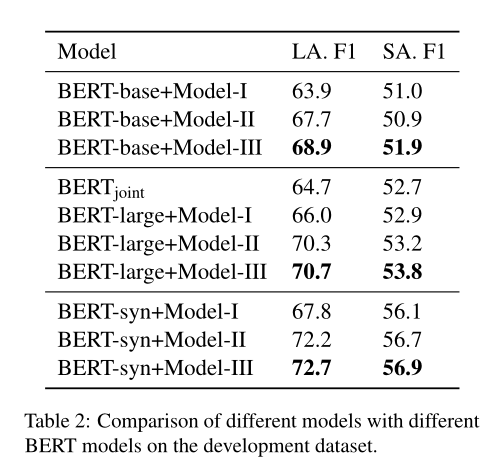 Model LA. F1 SA. F1
BERT-base+Model-I 63.9 51.0
BERT-base+Model-II 67.7 50.9
BERT-base+Model-III 68.9 51.9
BERTjoint 64.7 52.7
BERT-large+Model-I 66.0 52.9
BERT-large+Model-II 70.3 53.2
BERT-large+Model-III 70.7 53.8
BERT-syn+Model-I 67.8 56.1
BERT-syn+Model-II 72.2 56.7
BERT-syn+Model-III 72.7 56.9
Table 2: Comparison of different models with different
BERT models on the development dataset.